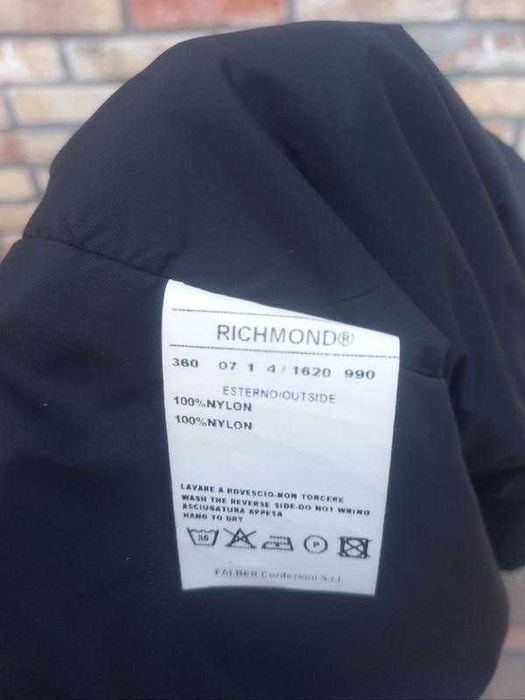 RICHMOND®
360 07 1 4/1620 990
ESTERNO/OUTSIDE
100%NYLON
100%NYLON
LAVARE A ROVESCIO-NON TORCERE
WASH THE REVERSE SIDE-DO NOT WRING
ASCIUGATURA APPESA
HANG TO DRY
30
P
FALBER Confezioni S.r.l.